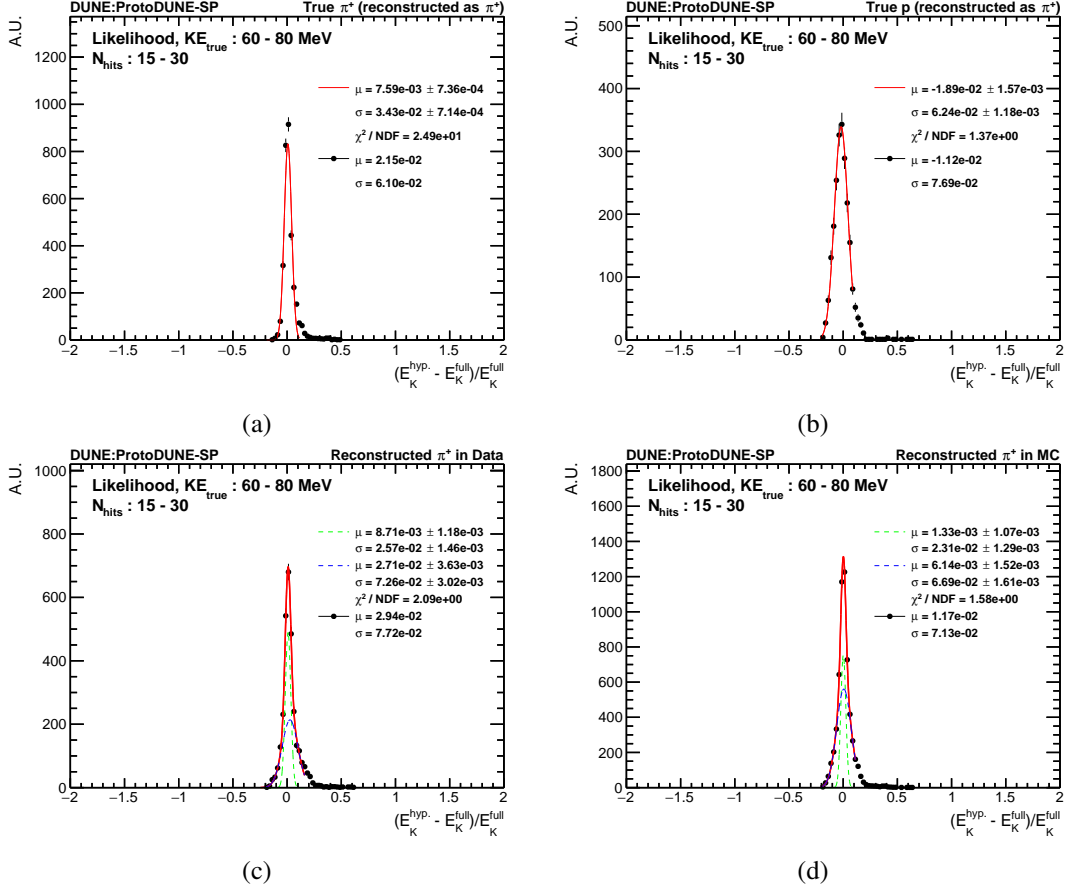 DUNE:ProtoDUNE-SP True π⁺ (reconstructed as π⁺)
A.U.
Likelihood, KE_true : 60 - 80 MeV
N_hits : 15 - 30
μ = 7.59e-03 ± 7.36e-04
σ = 3.43e-02 ± 7.14e-04
χ² / NDF = 2.49e+01
μ = 2.15e-02
σ = 6.10e-02
1200
1000
800
600
400
200
0
−2 −1.5 −1 −0.5 0 0.5 1 1.5 2
(E_K^hyp. - E_K^full)/E_K^full
(a)
DUNE:ProtoDUNE-SP True p (reconstructed as π⁺)
A.U.
Likelihood, KE_true : 60 - 80 MeV
N_hits : 15 - 30
μ = -1.89e-02 ± 1.57e-03
σ = 6.24e-02 ± 1.18e-03
χ² / NDF = 1.37e+00
μ = -1.12e-02
σ = 7.69e-02
500
400
300
200
100
0
−2 −1.5 −1 −0.5 0 0.5 1 1.5 2
(E_K^hyp. - E_K^full)/E_K^full
(b)
DUNE:ProtoDUNE-SP Reconstructed π⁺ in Data
A.U.
Likelihood, KE_true : 60 - 80 MeV
N_hits : 15 - 30
μ = 8.71e-03 ± 1.18e-03
σ = 2.57e-02 ± 1.46e-03
μ = 2.71e-02 ± 3.63e-03
σ = 7.26e-02 ± 3.02e-03
χ² / NDF = 2.09e+00
μ = 2.94e-02
σ = 7.72e-02
1000
800
600
400
200
0
−2 −1.5 −1 −0.5 0 0.5 1 1.5 2
(E_K^hyp. - E_K^full)/E_K^full
(c)
DUNE:ProtoDUNE-SP Reconstructed π⁺ in MC
A.U.
Likelihood, KE_true : 60 - 80 MeV
N_hits : 15 - 30
μ = 1.33e-03 ± 1.07e-03
σ = 2.31e-02 ± 1.29e-03
μ = 6.14e-03 ± 1.52e-03
σ = 6.69e-02 ± 1.61e-03
χ² / NDF = 1.58e+00
μ = 1.17e-02
σ = 7.13e-02
1800
1600
1400
1200
1000
800
600
400
200
0
−2 −1.5 −1 −0.5 0 0.5 1 1.5 2
(E_K^hyp. - E_K^full)/E_K^full
(d)